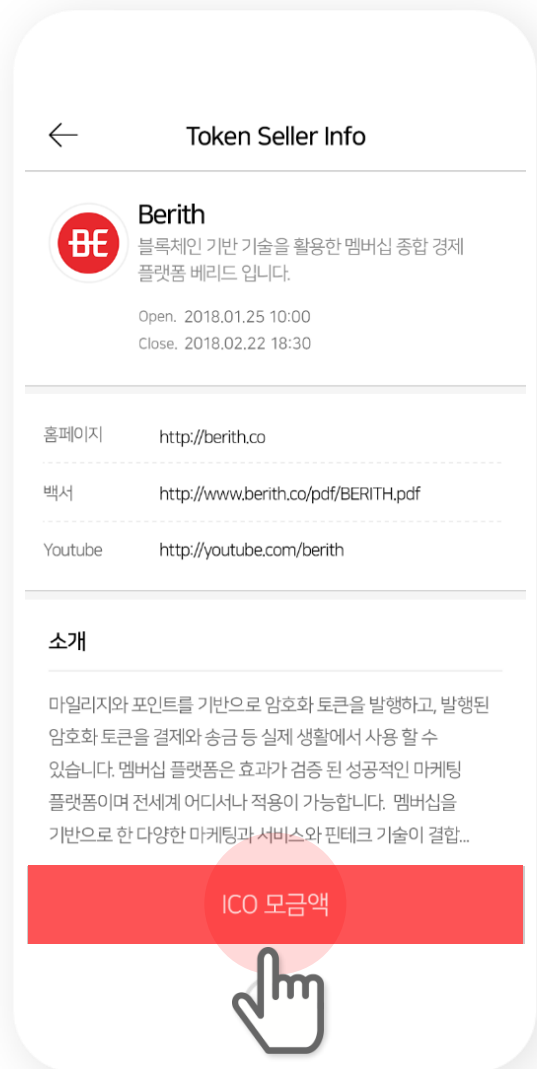 Token Seller Info
BE
Berith
블록체인 기반 기술을 활용한 멤버십 종합 경제
플랫폼 베리드 입니다.
Open. 2018.01.25 10:00
Close. 2018.02.22 18:30
홈페이지 http://berith.co
백서 http://www.berith.co/pdf/BERITH.pdf
Youtube http://youtube.com/berith
소개
마일리지와 포인트를 기반으로 암호화 토큰을 발행하고, 발행된
암호화 토큰을 결제와 송금 등 실제 생활에서 사용 할 수
있습니다. 멤버십 플랫폼은 효과가 검증 된 성공적인 마케팅
플랫폼이며 전세계 어디서나 적용이 가능합니다. 멤버십을
기반으로 한 다양한 마케팅과 서비스와 핀테크 기술이 결합...
ICO 모금액